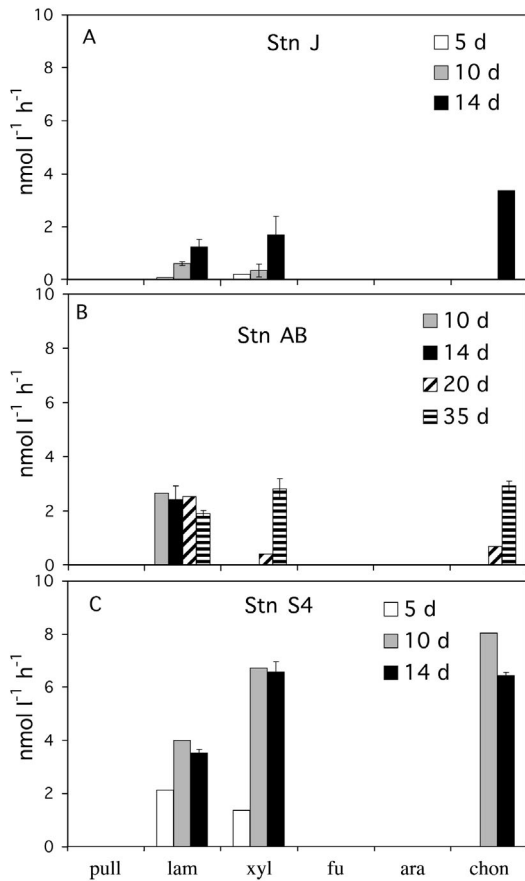 A
Stn J
5 d
10 d
14 d
10
8
6
4
2
0
nmol l⁻¹ h⁻¹
B
Stn AB
10 d
14 d
20 d
35 d
10
8
6
4
2
0
nmol l⁻¹ h⁻¹
C
Stn S4
5 d
10 d
14 d
10
8
6
4
2
0
nmol l⁻¹ h⁻¹
pull lam xyl fu ara chon